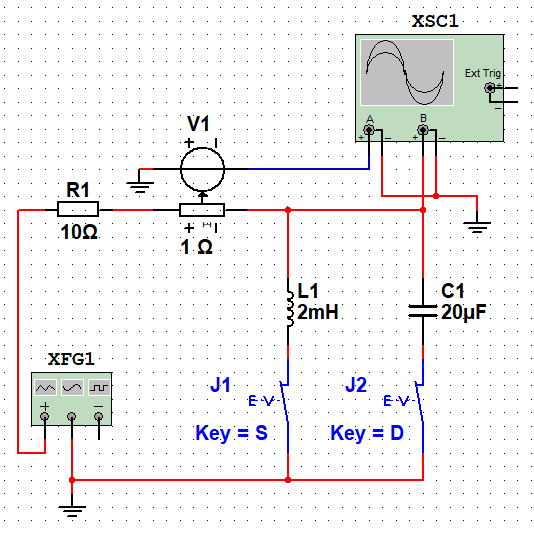 XSC1
Ext Trig
+
−
A
B
+ −
+ −
V1
+ −
R1
10Ω
+ I −
1 Ω
L1
2mH
C1
20µF
XFG1
+ −
J1
E V
Key = S
J2
E V
Key = D